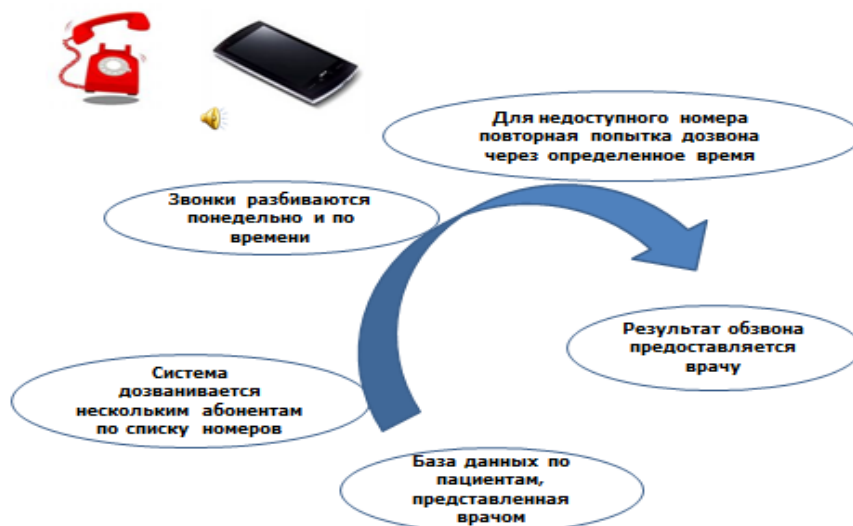 Для недоступного номера
повторная попытка дозвона
через определенное время
Звонки разбиваются
понедельно и по
времени
Результат обзвона
предоставляется
врачу
Система
дозванивается
нескольким абонентам
по списку номеров
База данных по
пациентам,
представленная
врачом